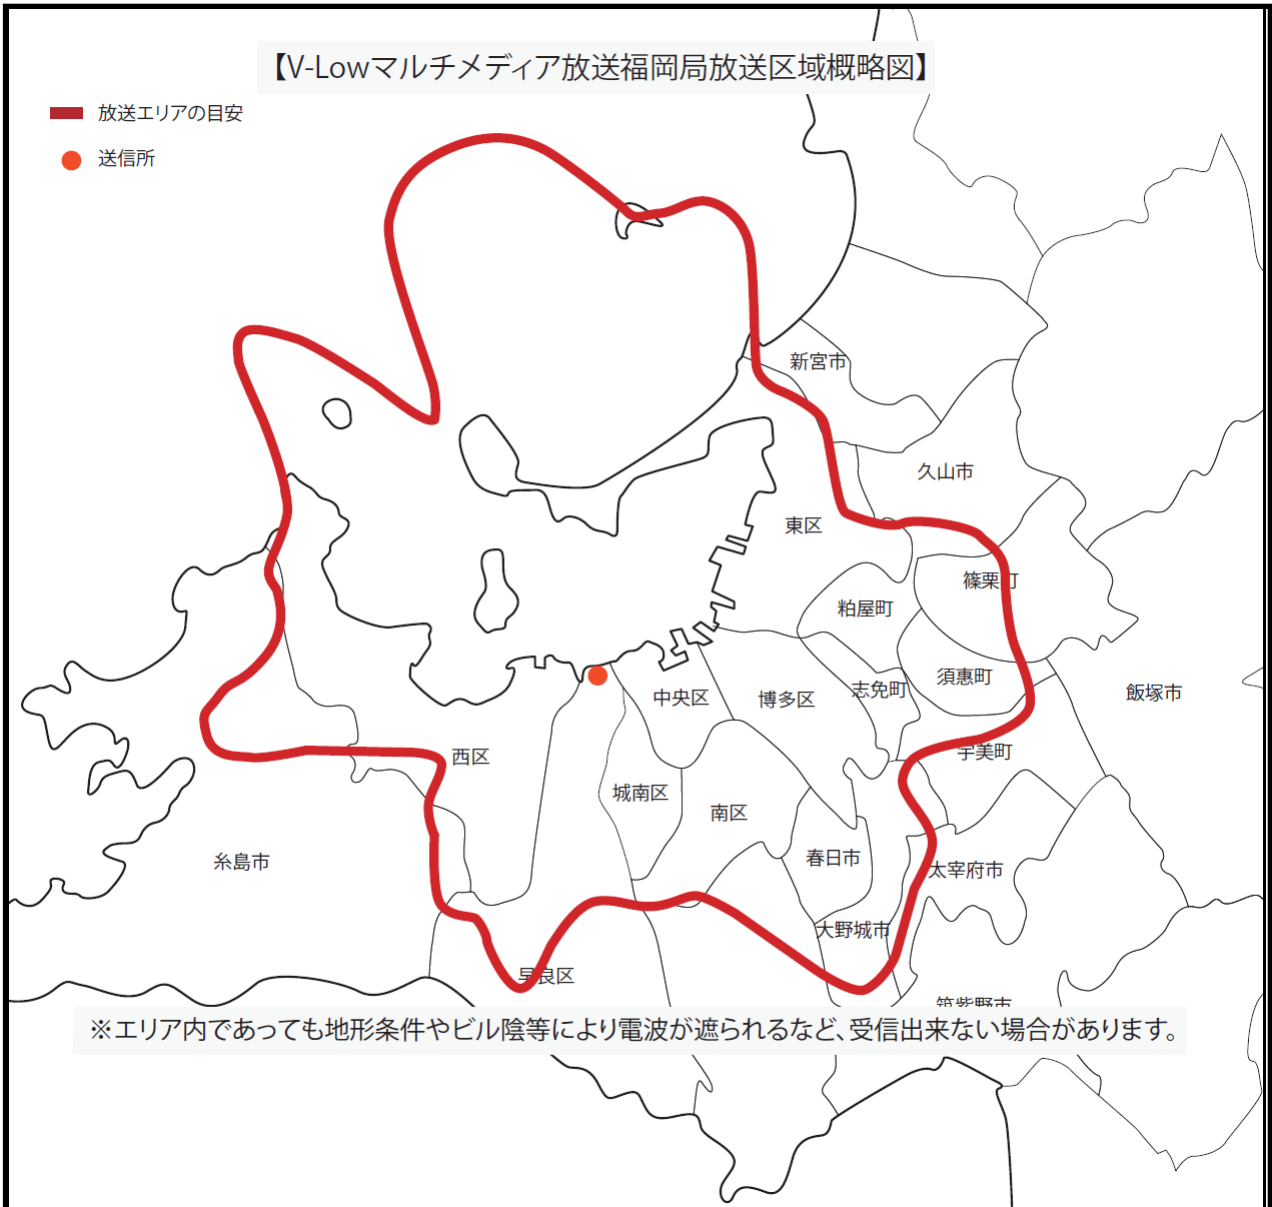 【V-Lowマルチメディア放送福岡局放送区域概略図】
放送エリアの目安
送信所
新宮市
久山市
東区
篠栗町
粕屋町
須惠町
志免町
中央区
博多区
飯塚市
宇美町
西区
城南区
南区
春日市
糸島市
太宰府市
大野城市
早良区
筑紫野市
※エリア内であっても地形条件やビル陰等により電波が遮られるなど、受信出来ない場合があります。